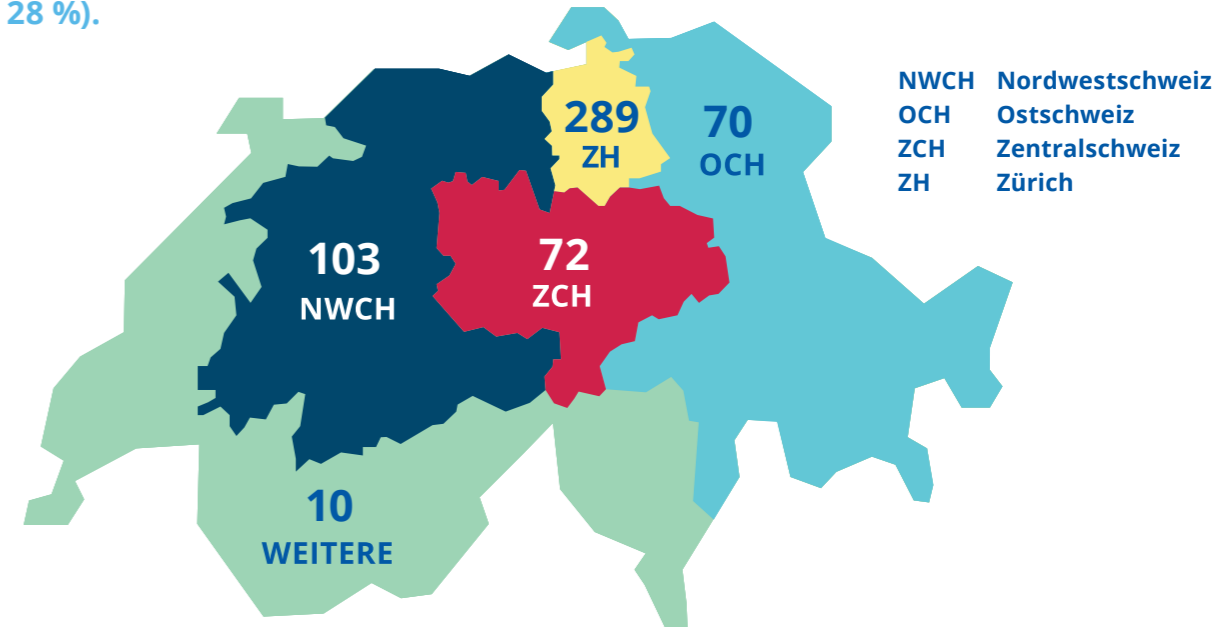 28 %).
289
ZH
70
OCH
103
NWCH
72
ZCH
10
WEITERE
NWCH Nordwestschweiz
OCH Ostschweiz
ZCH Zentralschweiz
ZH Zürich